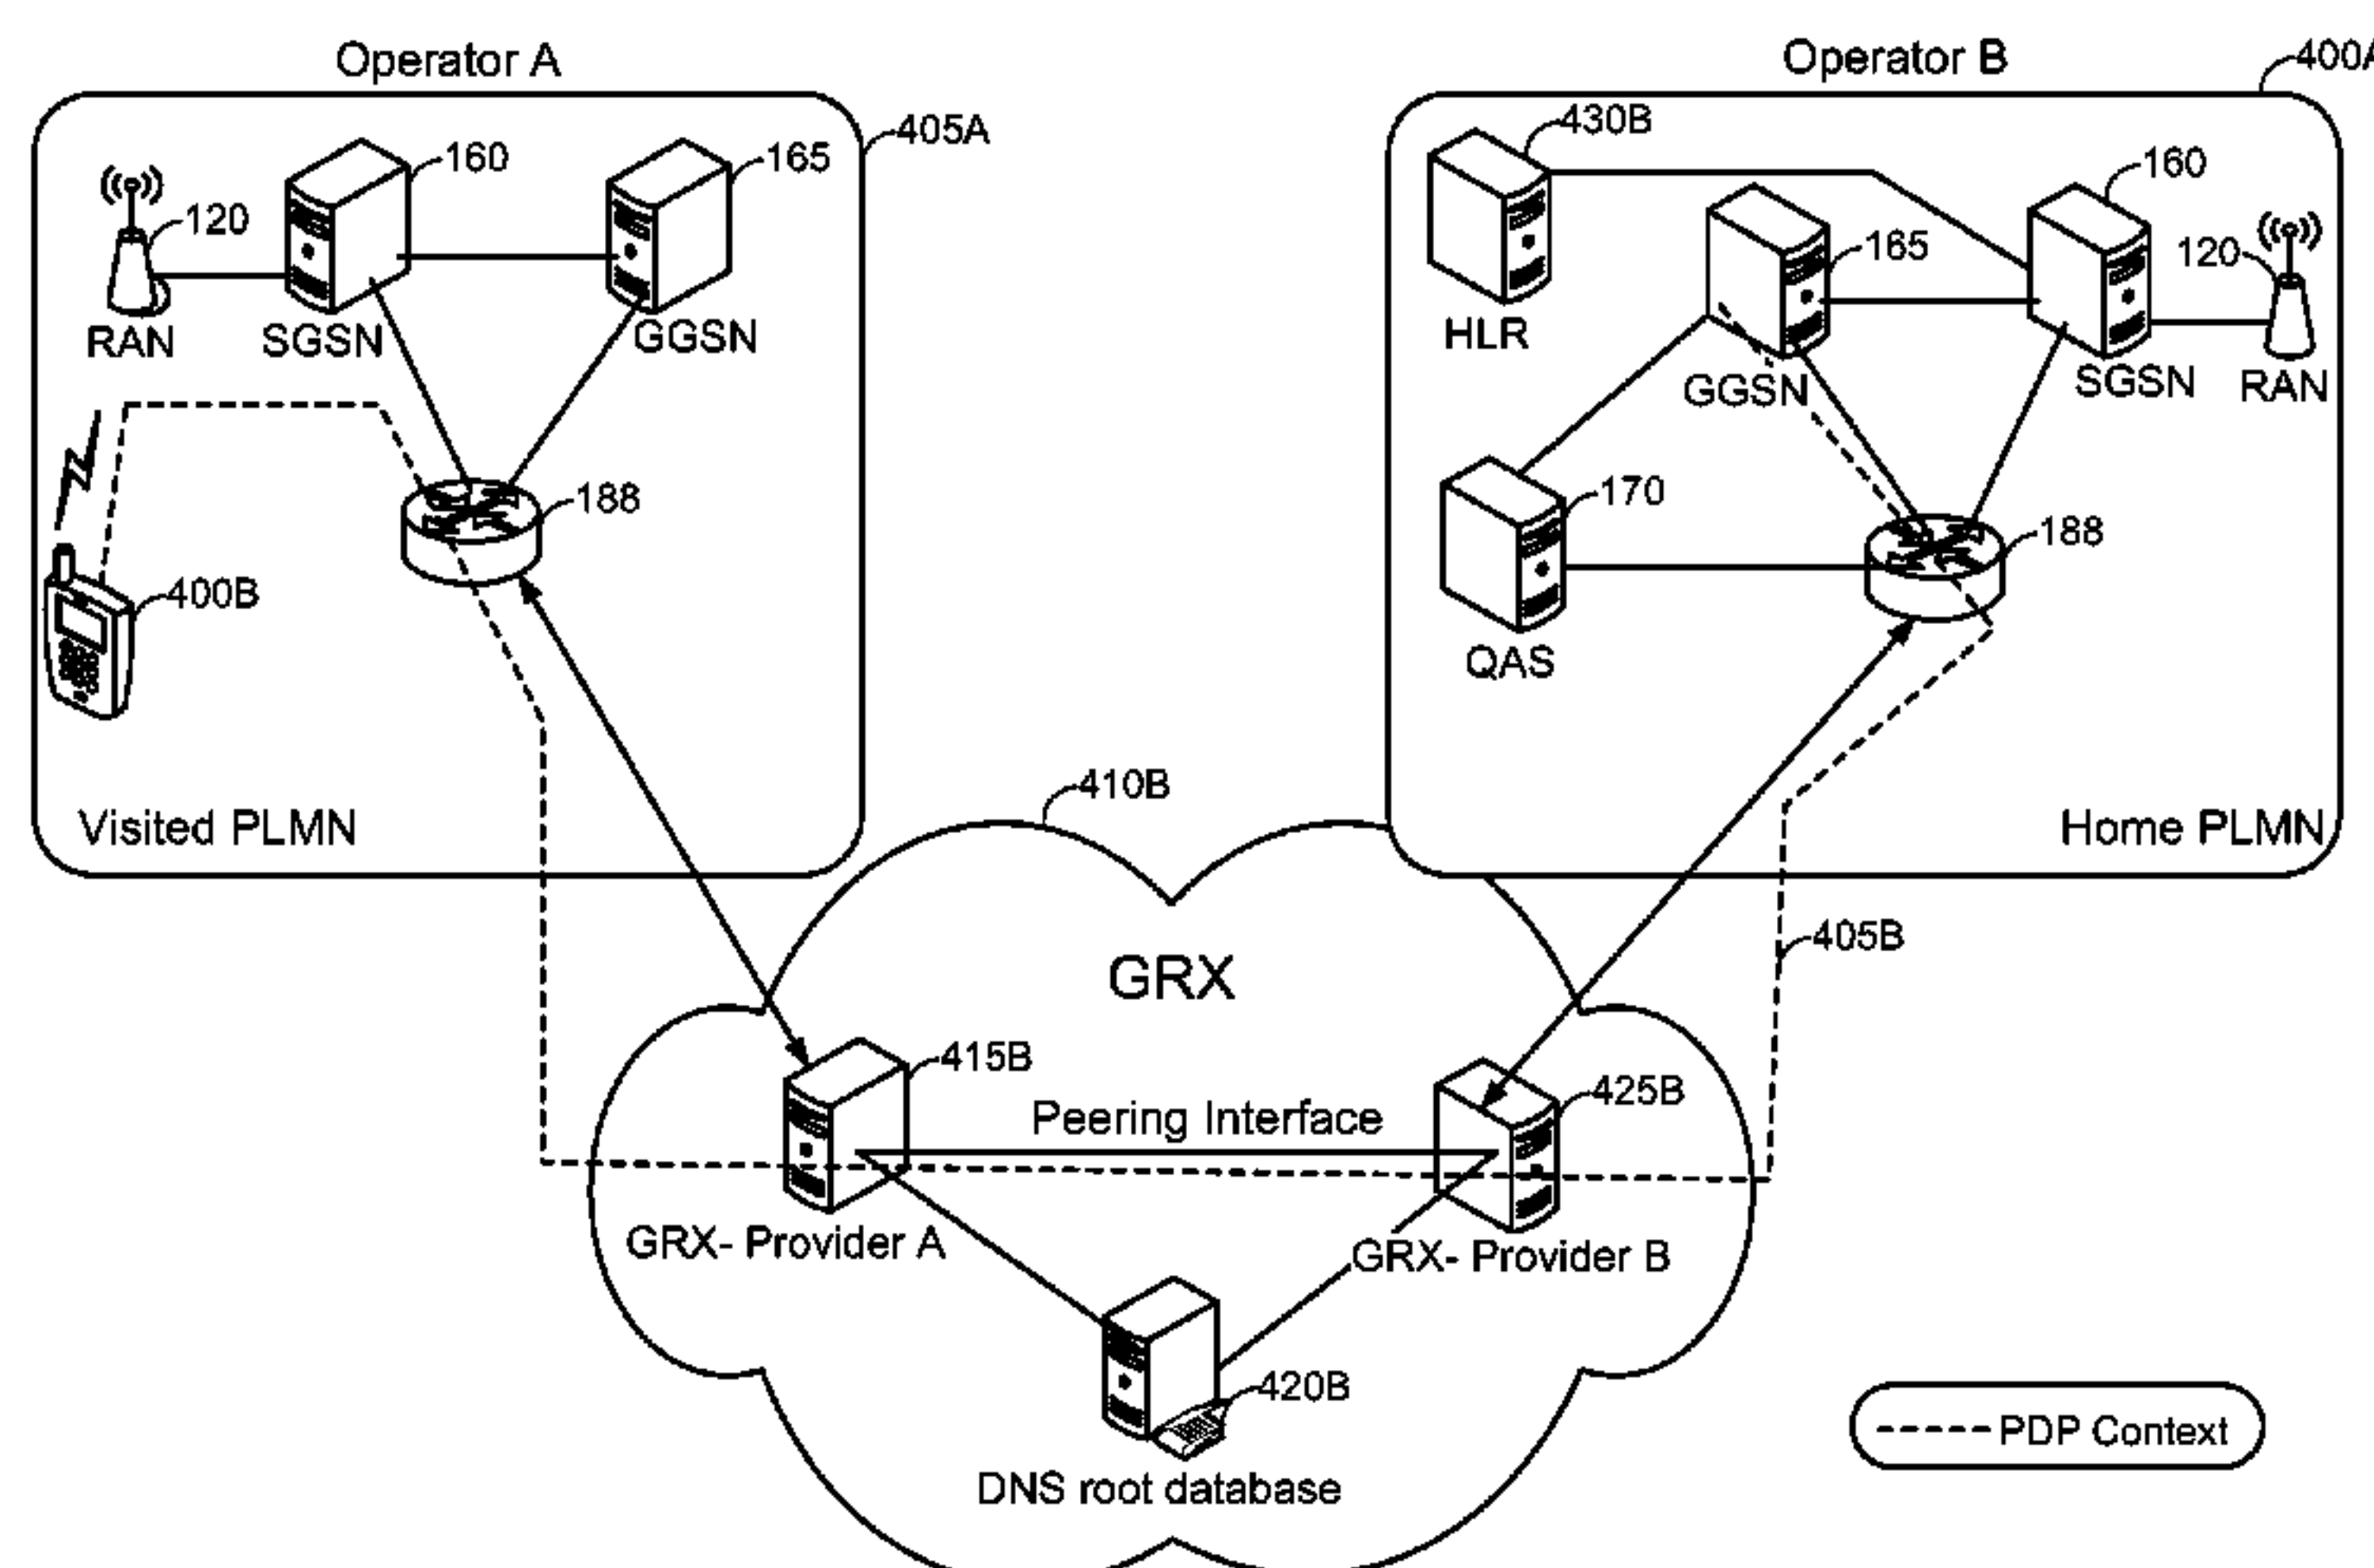 Operator A
Operator B
400A
405A
430B
160
165
160
120
165
120
RAN
SGSN
GGSN
HLR
GGSN
SGSN
RAN
188
170
188
400B
QAS
410B
Visited PLMN
Home PLMN
405B
GRX
415B
425B
Peering Interface
GRX- Provider A
GRX- Provider B
420B
DNS root database
PDP Context